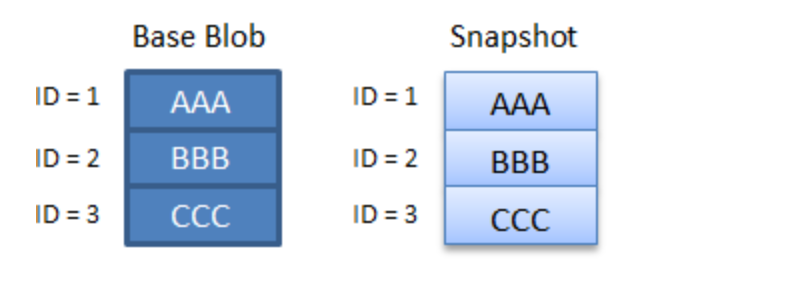 Base Blob Snapshot
ID = 1 AAA ID = 1 AAA
ID = 2 BBB ID = 2 BBB
ID = 3 CCC ID = 3 CCC